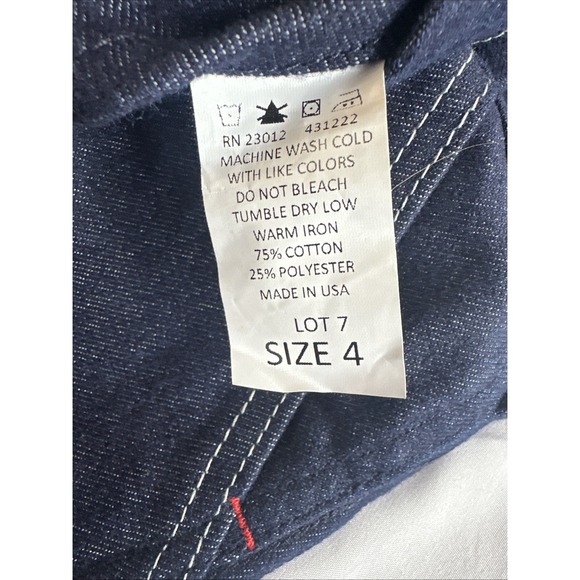 RN 23012 431222
MACHINE WASH COLD
WITH LIKE COLORS
DO NOT BLEACH
TUMBLE DRY LOW
WARM IRON
75% COTTON
25% POLYESTER
MADE IN USA
LOT 7
SIZE 4